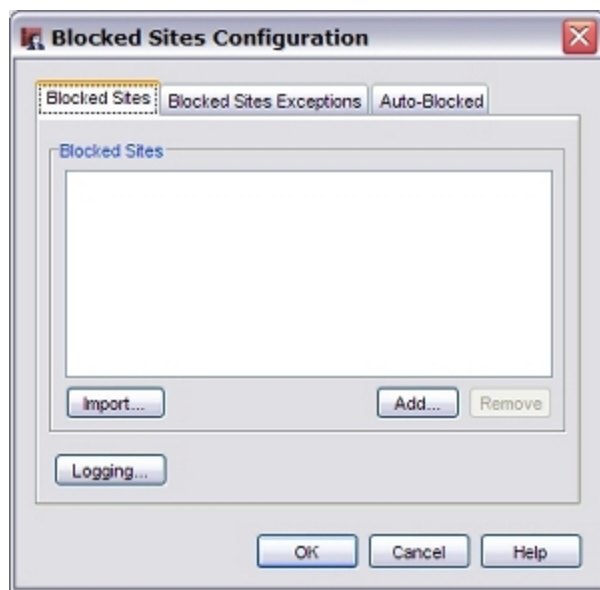 Blocked Sites Configuration
Blocked Sites Blocked Sites Exceptions Auto-Blocked
Blocked Sites
Import... Add... Remove
Logging...
OK Cancel Help